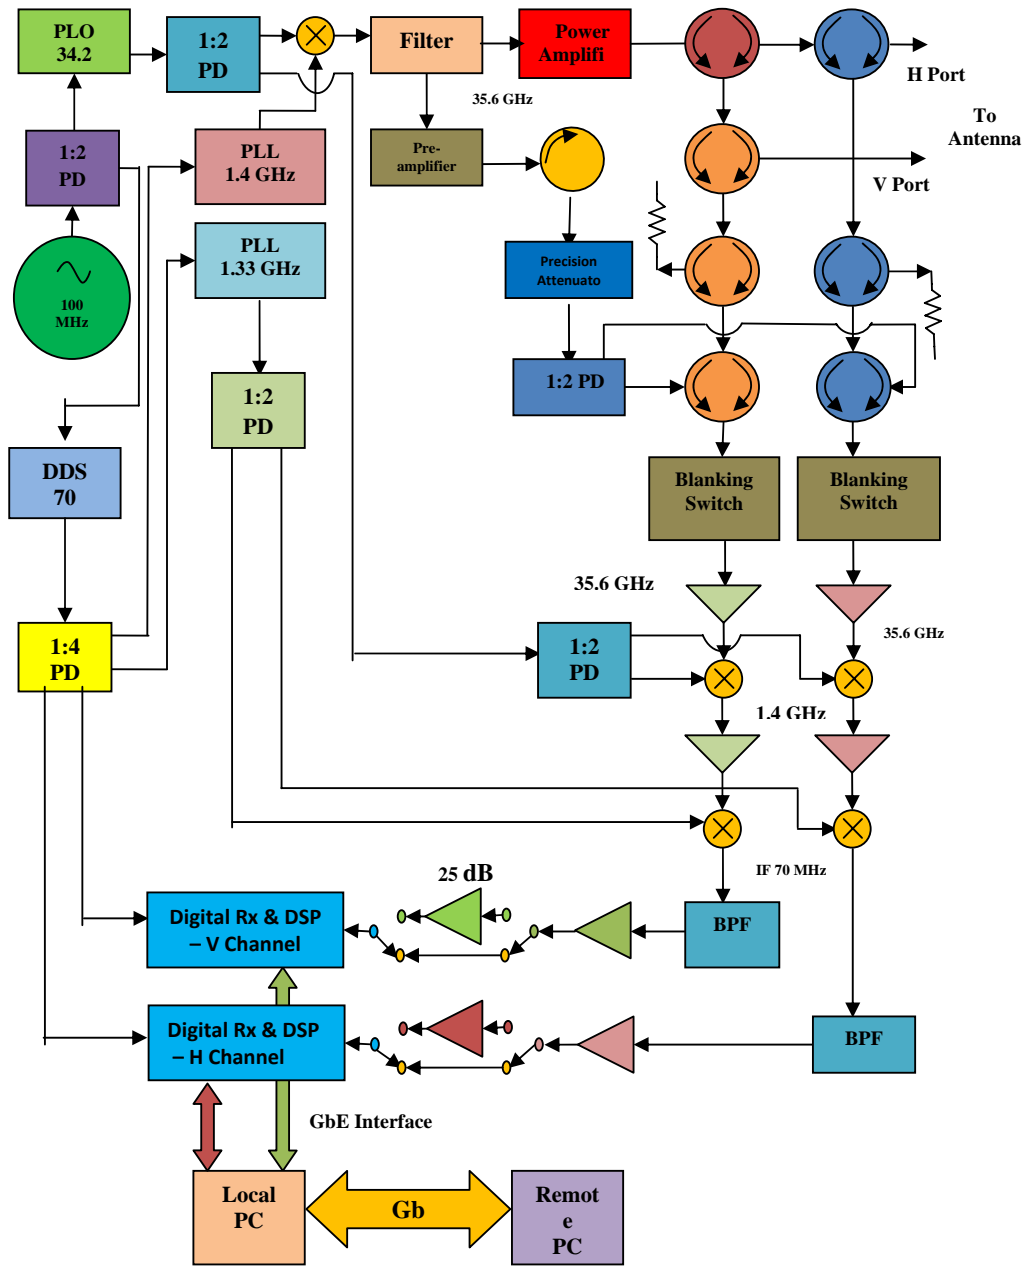 PLO
34.2
1:2
PD
Filter
Power
Amplifi
H Port
To
Antenna
35.6 GHz
1:2
PD
PLL
1.4 GHz
Pre-
amplifier
V Port
PLL
1.33 GHz
Precision
Attenuato
100
MHz
1:2 PD
1:2
PD
DDS
70
Blanking
Switch
Blanking
Switch
35.6 GHz
35.6 GHz
1:4
PD
1:2
PD
1.4 GHz
IF 70 MHz
25 dB
Digital Rx & DSP
– V Channel
BPF
Digital Rx & DSP
– H Channel
BPF
GbE Interface
Local
PC
Gb
Remot
e
PC